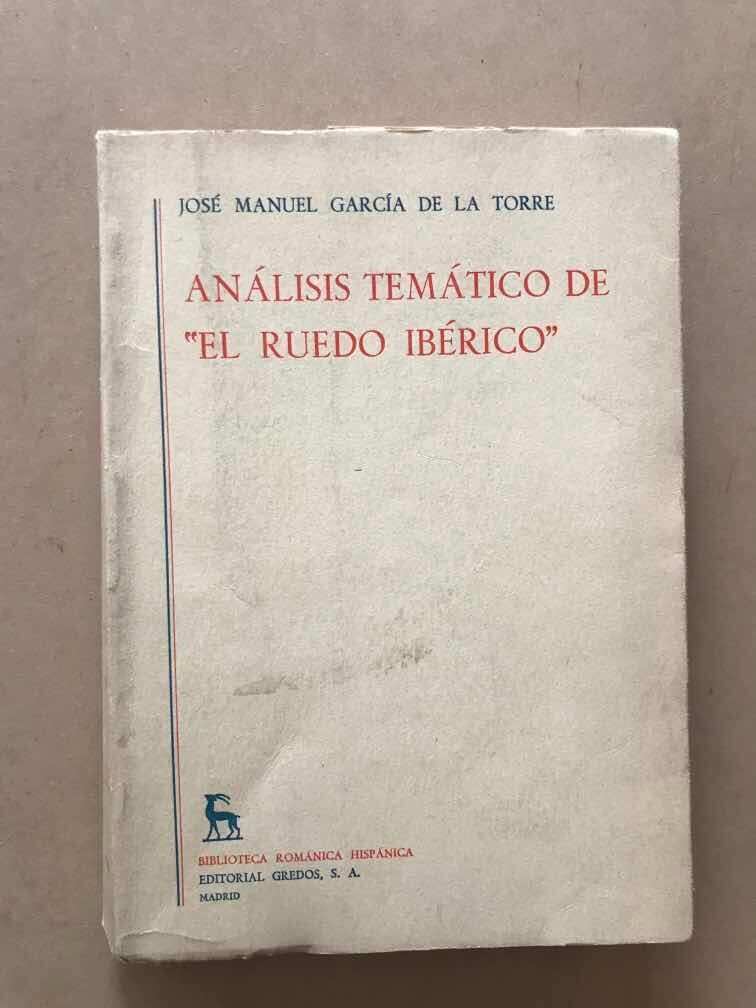 JOSÉ MANUEL GARCÍA DE LA TORRE
ANÁLISIS TEMÁTICO DE
“EL RUEDO IBÉRICO”
BIBLIOTECA ROMÁNICA HISPÁNICA
EDITORIAL GREDOS, S. A.
MADRID